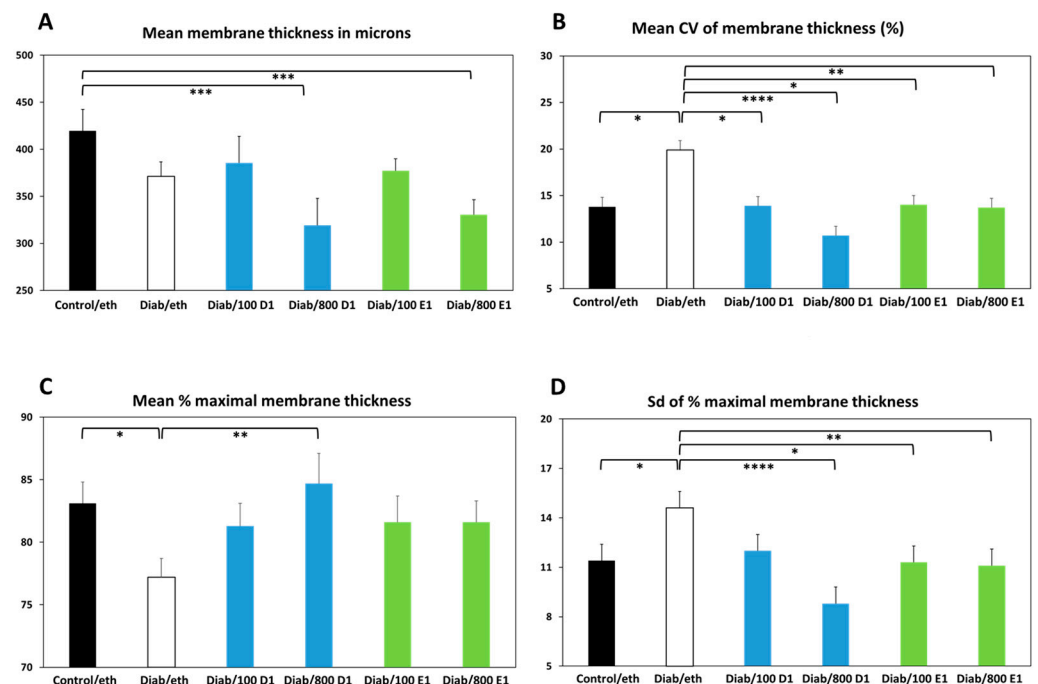 A
Mean membrane thickness in microns
500
450
400
350
300
250
***
***
Control/eth Diab/eth Diab/100 D1 Diab/800 D1 Diab/100 E1 Diab/800 E1
B
Mean CV of membrane thickness (%)
30
25
20
15
10
5
**
*
****
* *
Control/eth Diab/eth Diab/100 D1 Diab/800 D1 Diab/100 E1 Diab/800 E1
C
Mean % maximal membrane thickness
90
85
80
75
70
* **
Control/eth Diab/eth Diab/100 D1 Diab/800 D1 Diab/100 E1 Diab/800 E1
D
Sd of % maximal membrane thickness
20
17
14
11
8
5
**
*
* ****
Control/eth Diab/eth Diab/100 D1 Diab/800 D1 Diab/100 E1 Diab/800 E1